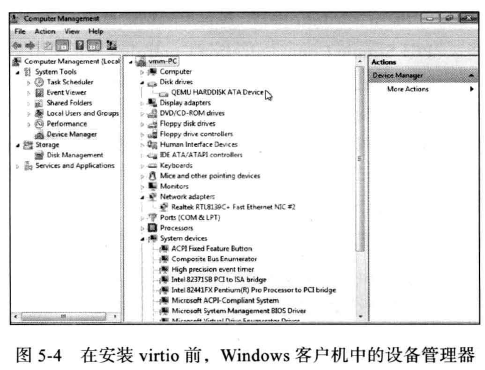 Computer Management
File Action View Help
Computer Management (Local
System Tools
Task Scheduler
Event Viewer
Shared Folders
Local Users and Groups
Performance
Device Manager
Storage
Disk Management
Services and Applications
vmm-PC
Computer
Disk drives
QEMU HARDDISK ATA Device
Display adapters
DVD/CD-ROM drives
Floppy disk drives
Floppy drive controllers
Human Interface Devices
IDE ATA/ATAPI controllers
Keyboards
Mice and other pointing devices
Monitors
Network adapters
Realtek RTL8139C+ Fast Ethernet NIC #2
Ports (COM & LPT)
Processors
System devices
ACPI Fixed Feature Button
Composite Bus Enumerator
High precision event timer
Intel 82371SB PCI to ISA bridge
Intel 82441FX Pentium(R) Pro Processor to PCI bridge
Microsoft ACPI-Compliant System
Microsoft System Management BIOS Driver
Microsoft Virtual Drive Enumerator Driver
Actions
Device Manager
More Actions
图 5-4 在安装 virtio 前，Windows 客户机中的设备管理器